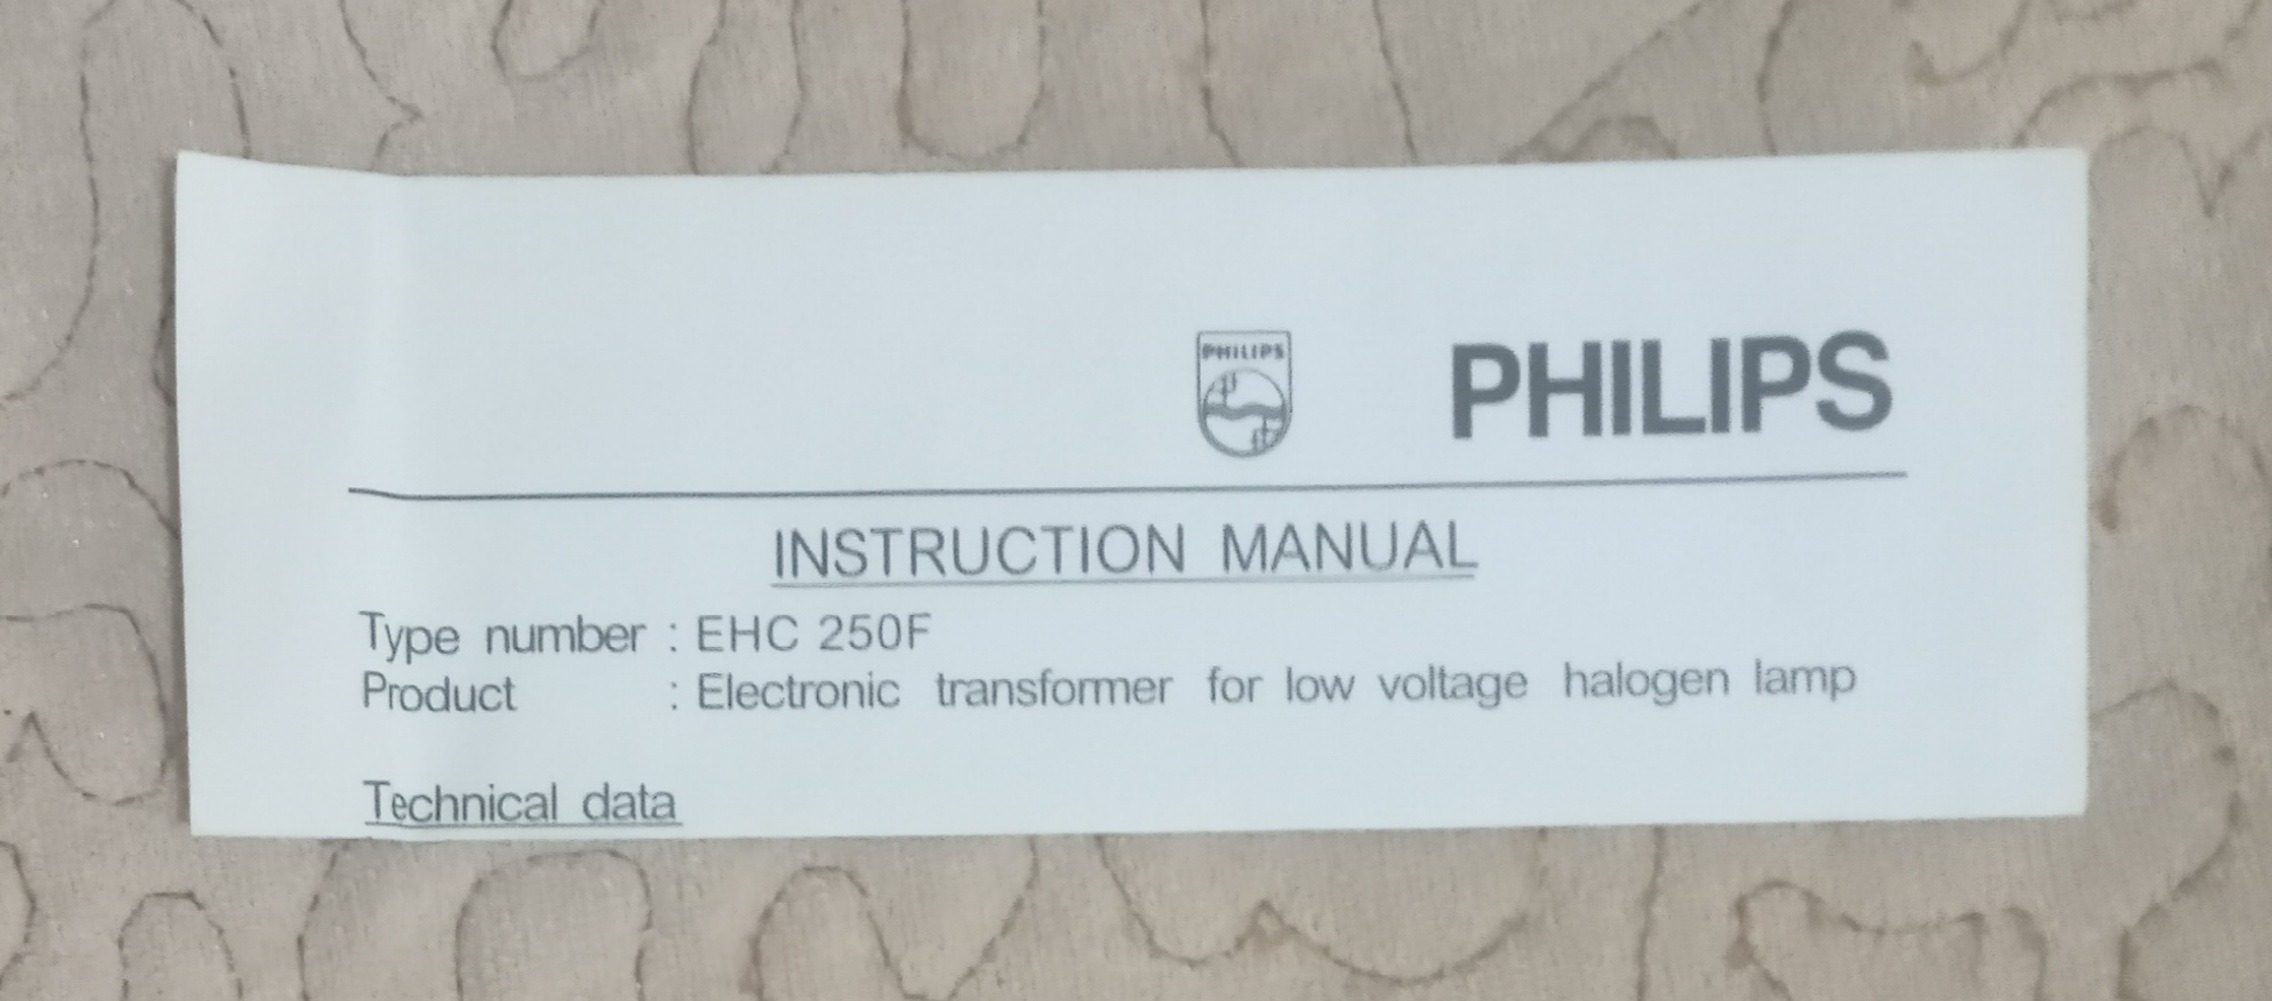 PHILIPS
PHILIPS
INSTRUCTION MANUAL
Type number : EHC 250F
Product : Electronic transformer for low voltage halogen lamp
Technical data